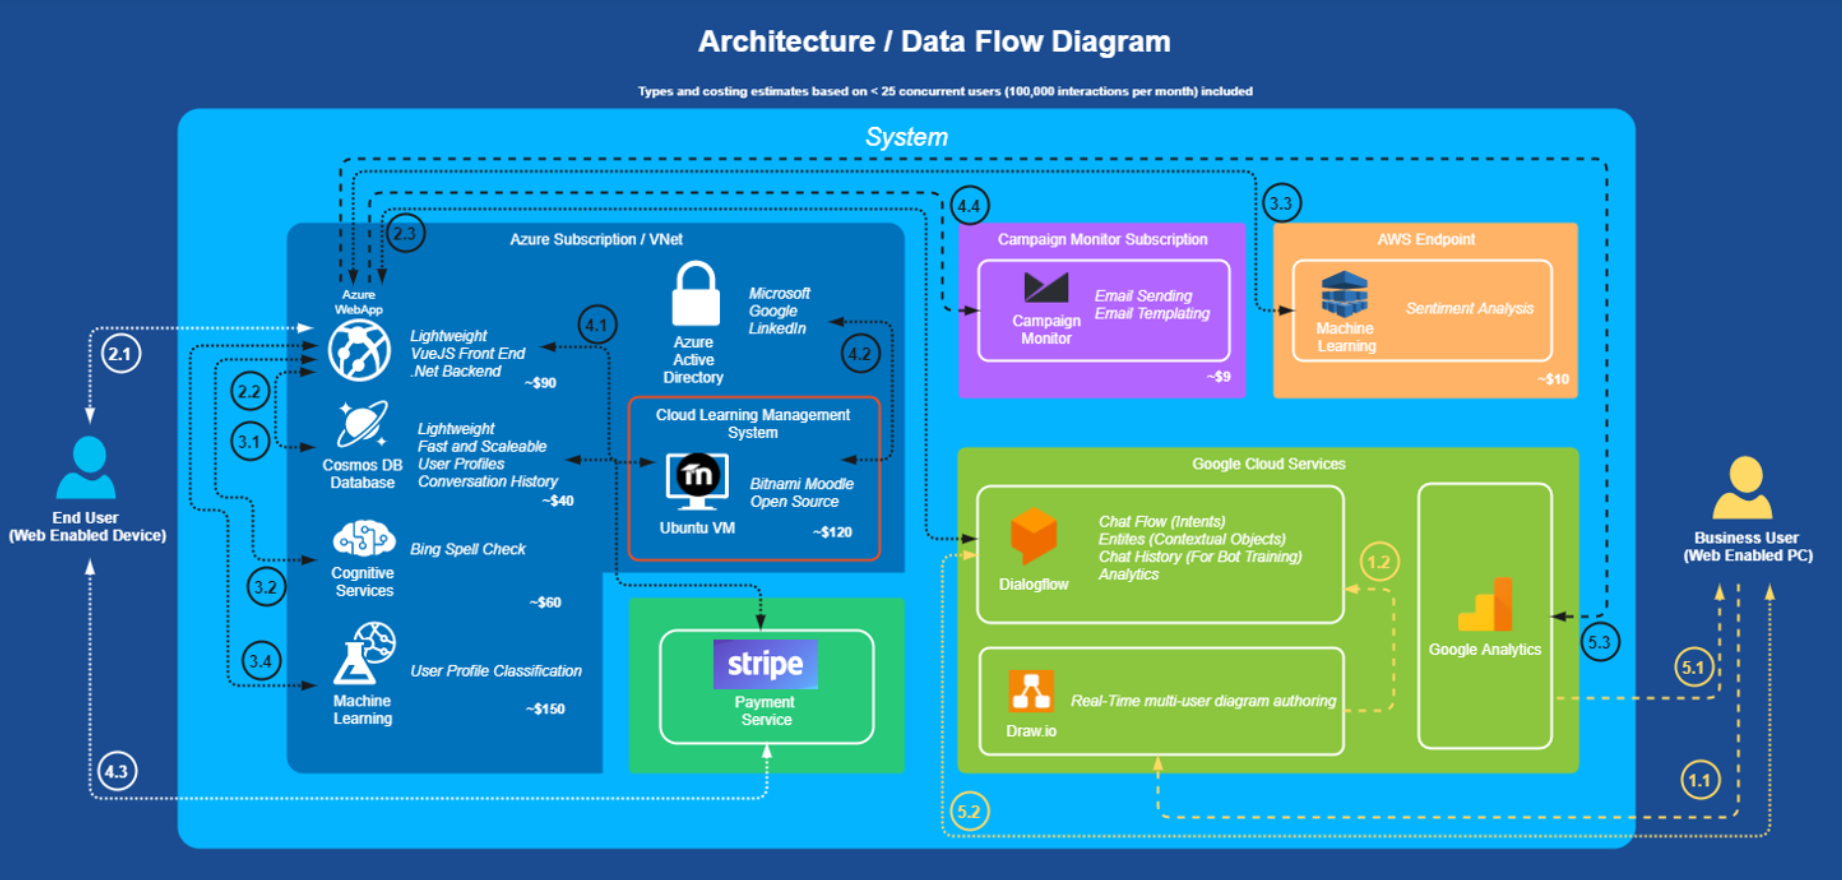 Architecture / Data Flow Diagram
Types and costing estimates based on < 25 concurrent users (100,000 interactions per month) included
System
2.3
4.4
3.3
Azure Subscription / VNet
Azure
WebApp
Lightweight
VueJS Front End
.Net Backend
~$90
4.1
Microsoft
Google
LinkedIn
Azure
Active
Directory
4.2
Cosmos DB
Database
Lightweight
Fast and Scaleable
User Profiles
Conversation History
~$40
Cloud Learning Management
System
m
Ubuntu VM
Bitnami Moodle
Open Source
~$120
Cognitive
Services
Bing Spell Check
~$60
Machine
Learning
User Profile Classification
~$150
stripe
Payment
Service
Campaign Monitor Subscription
Campaign
Monitor
Email Sending
Email Templating
~$9
AWS Endpoint
Machine
Learning
Sentiment Analysis
~$10
Google Cloud Services
Dialogflow
Chat Flow (Intents)
Entites (Contextual Objects)
Chat History (For Bot Training)
Analytics
1.2
Draw.io
Real-Time multi-user diagram authoring
Google Analytics
5.3
2.1
2.2
3.1
3.2
3.4
4.3
End User
(Web Enabled Device)
Business User
(Web Enabled PC)
5.1
1.1
5.2